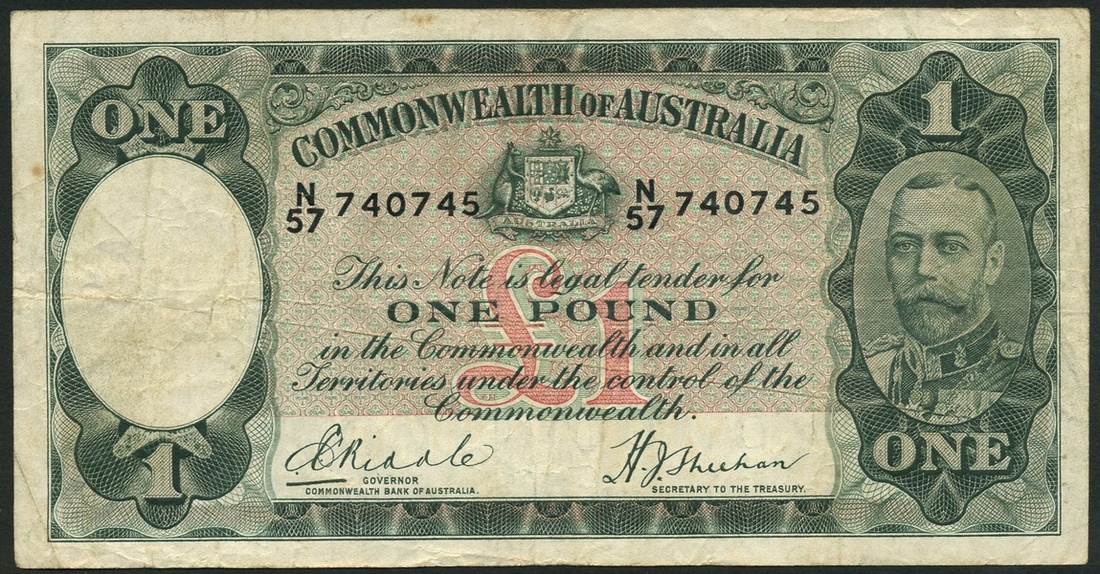 ONE
1
COMMONWEALTH OF AUSTRALIA
N/57 740745 N/57 740745
AUSTRALIA
This Note is legal tender for
£1
ONE POUND
in the Commonwealth and in all
Territories under the control of the
Commonwealth.
1
ONE
C Riddle
H. J. Sheehan
GOVERNOR
COMMONWEALTH BANK OF AUSTRALIA.
SECRETARY TO THE TREASURY.